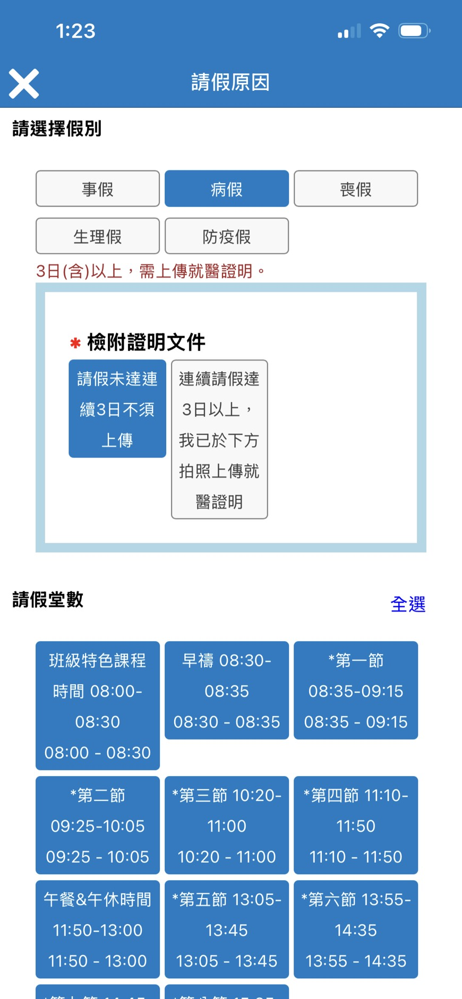 1:23
請假原因
請選擇假別
事假
病假
喪假
生理假
防疫假
3日(含)以上，需上傳就醫證明。
* 檢附證明文件
請假未達連
續3日不須
上傳
連續請假達
3日以上，
我已於下方
拍照上傳就
醫證明
請假堂數
全選
班級特色課程
時間 08:00-
08:30
08:00 - 08:30
早禱 08:30-
08:35
08:30 - 08:35
*第一節
08:35-09:15
08:35 - 09:15
*第二節
09:25-10:05
09:25 - 10:05
*第三節 10:20-
11:00
10:20 - 11:00
*第四節 11:10-
11:50
11:10 - 11:50
午餐&午休時間
11:50-13:00
11:50 - 13:00
*第五節 13:05-
13:45
13:05 - 13:45
*第六節 13:55-
14:35
13:55 - 14:35